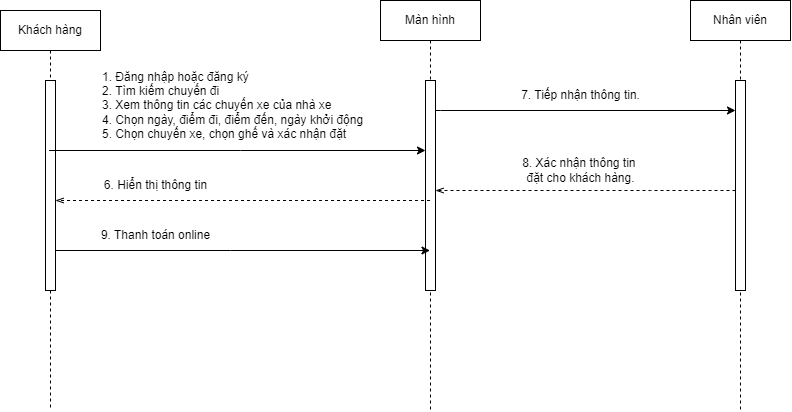 Khách hàng
Màn hình
Nhân viên
1. Đăng nhập hoặc đăng ký
2. Tìm kiếm chuyến đi
3. Xem thông tin các chuyến xe của nhà xe
4. Chọn ngày, điểm đi, điểm đến, ngày khởi động
5. Chọn chuyến xe, chọn ghế và xác nhận đặt
7. Tiếp nhận thông tin.
8. Xác nhận thông tin
đặt cho khách hàng.
6. Hiển thị thông tin
9. Thanh toán online